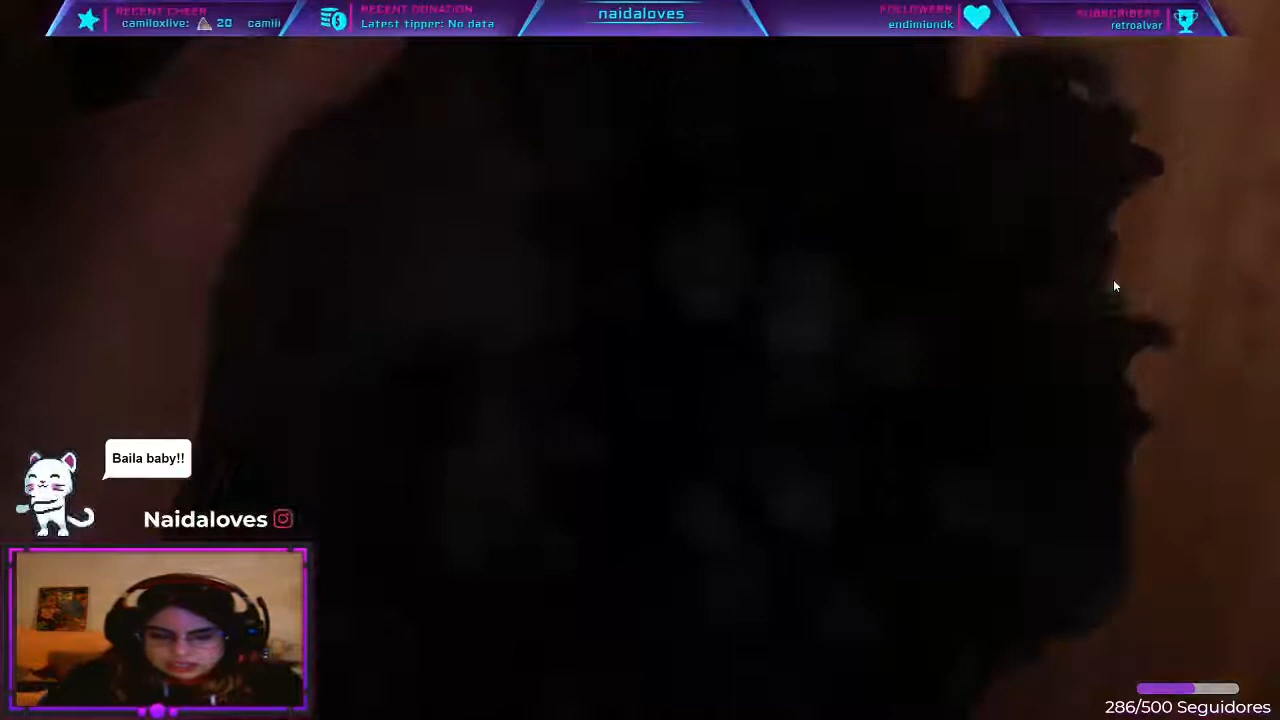 RECENT CHEER
camiloxlive: 20 camili
RECENT DONATION
Latest tipper: No data
naidaloves
FOLLOWERS
endimiondk
SUBSCRIBERS
retroalvar
Baila baby!!
Naidaloves
286/500 Seguidores